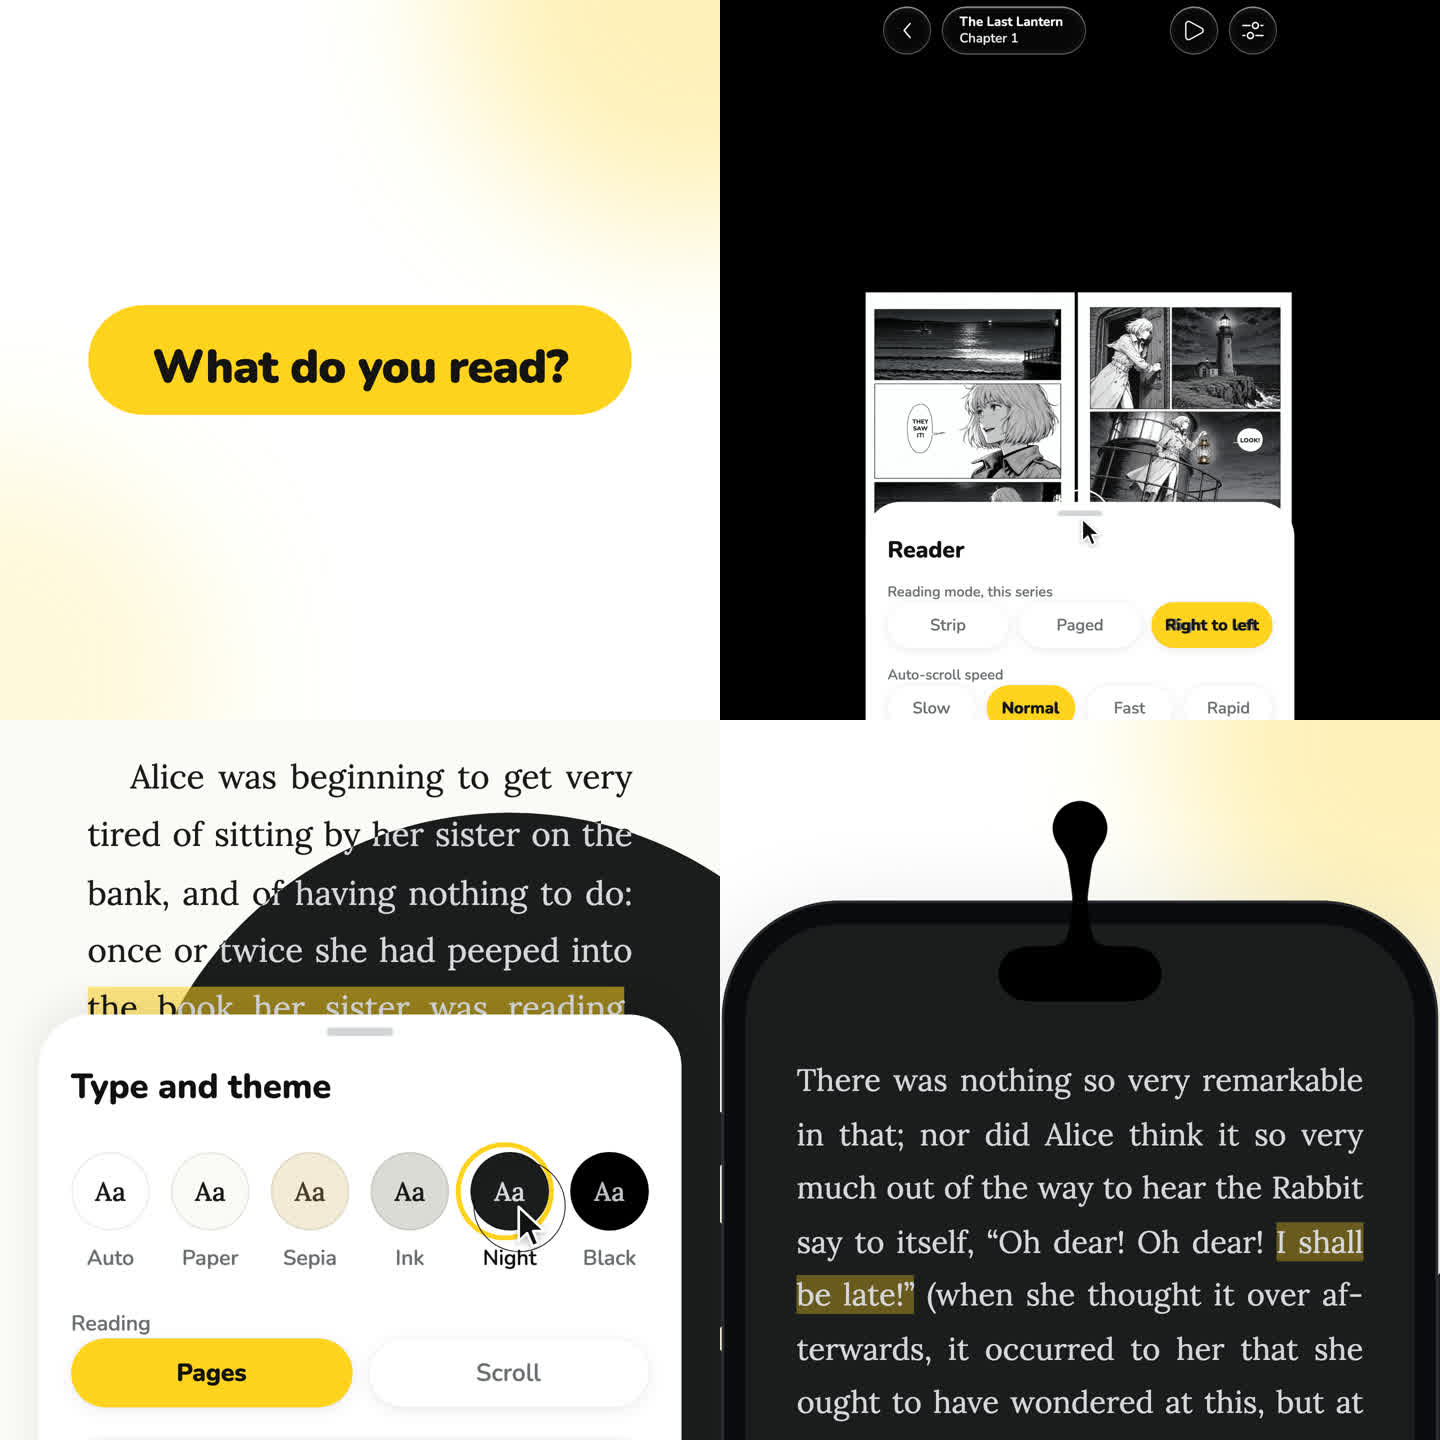 What do you read?
The Last Lantern
Chapter 1
THEY
SAW
IT!
LOOK!
Reader
Reading mode, this series
Strip
Paged
Right to left
Auto-scroll speed
Slow
Normal
Fast
Rapid
Alice was beginning to get very
tired of sitting by her sister on the
bank, and of having nothing to do:
once or twice she had peeped into
the book her sister was reading,
Type and theme
Aa
Aa
Aa
Aa
Aa
Aa
Auto
Paper
Sepia
Ink
Night
Black
Reading
Pages
Scroll
There was nothing so very remarkable
in that; nor did Alice think it so very
much out of the way to hear the Rabbit
say to itself, “Oh dear! Oh dear! I shall
be late!” (when she thought it over af-
terwards, it occurred to her that she
ought to have wondered at this, but at